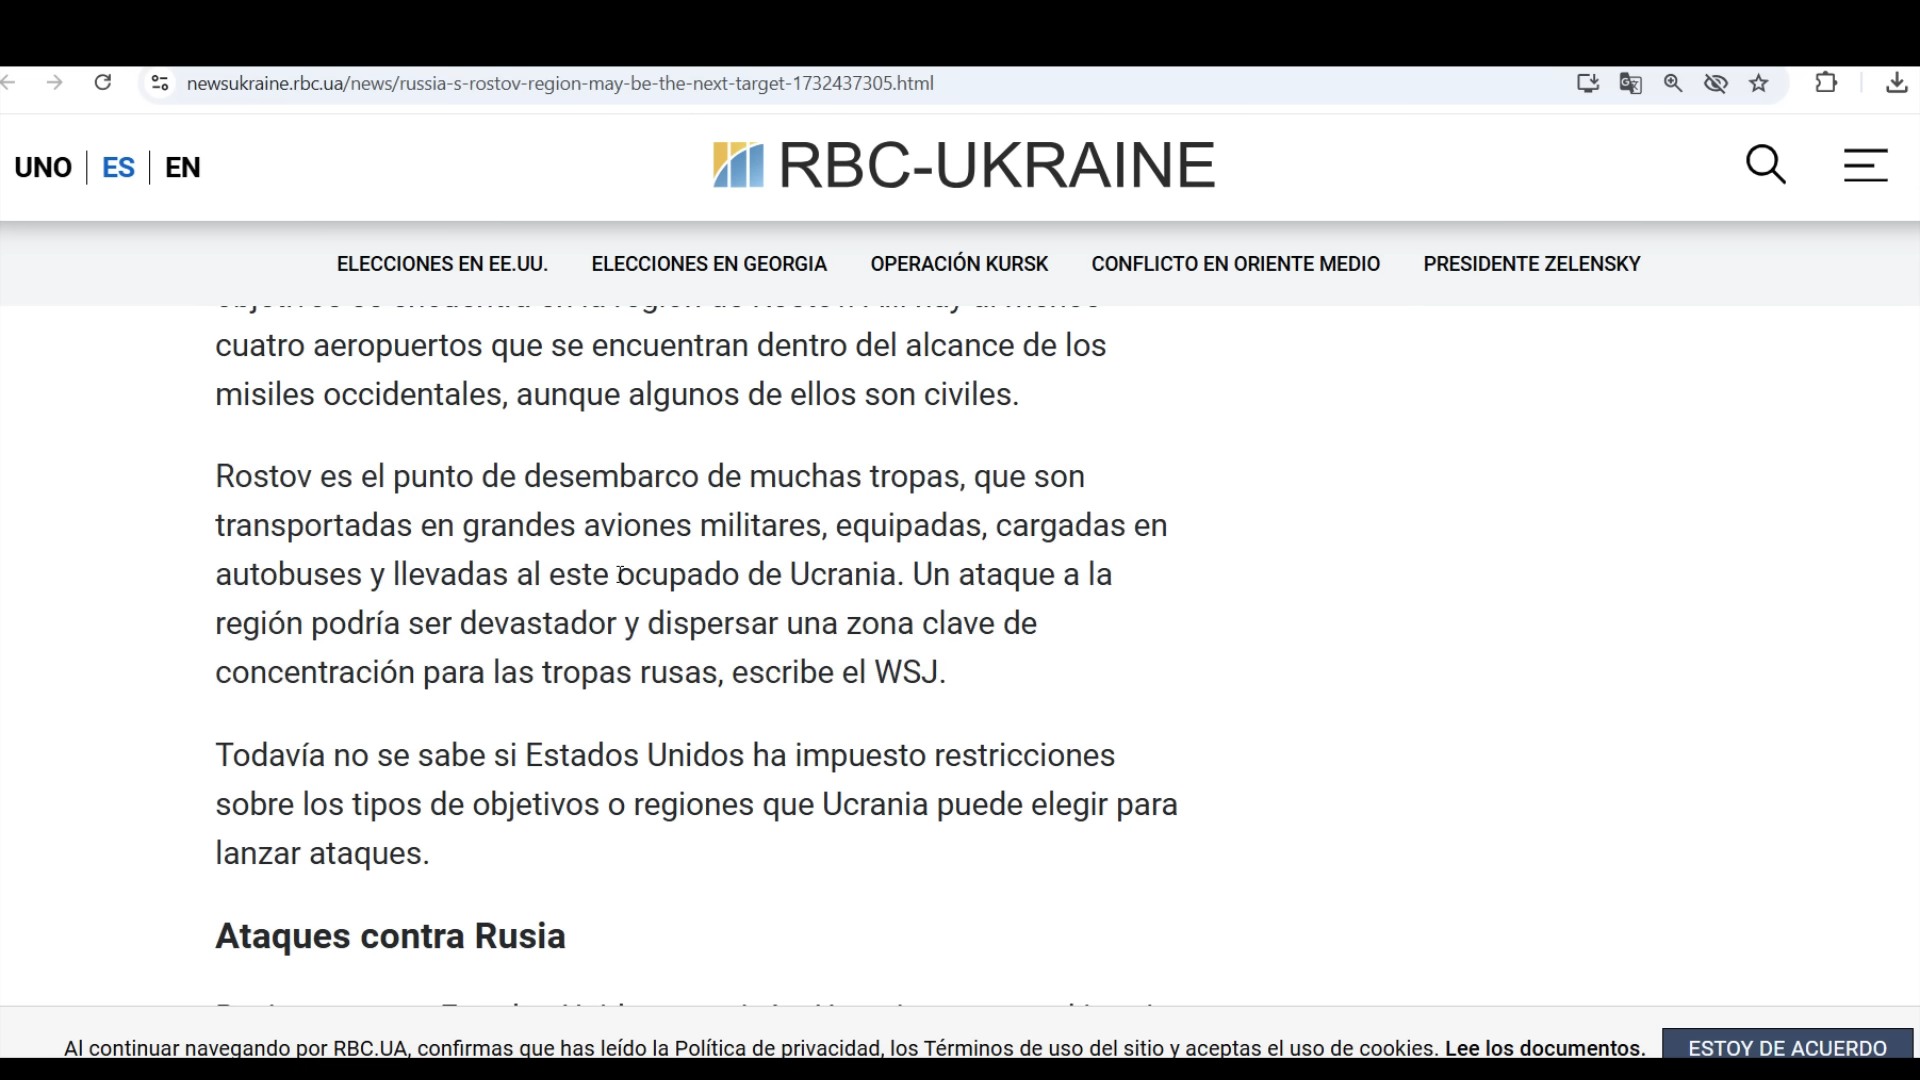 newsukraine.rbc.ua/news/russia-s-rostov-region-may-be-the-next-target-1732437305.html
UNO | ES | EN
RBC-UKRAINE
ELECCIONES EN EE.UU. ELECCIONES EN GEORGIA OPERACIÓN KURSK CONFLICTO EN ORIENTE MEDIO PRESIDENTE ZELENSKY
cuatro aeropuertos que se encuentran dentro del alcance de los
misiles occidentales, aunque algunos de ellos son civiles.
Rostov es el punto de desembarco de muchas tropas, que son
transportadas en grandes aviones militares, equipadas, cargadas en
autobuses y llevadas al este ocupado de Ucrania. Un ataque a la
región podría ser devastador y dispersar una zona clave de
concentración para las tropas rusas, escribe el WSJ.
Todavía no se sabe si Estados Unidos ha impuesto restricciones
sobre los tipos de objetivos o regiones que Ucrania puede elegir para
lanzar ataques.
Ataques contra Rusia
Al continuar navegando por RBC.UA, confirmas que has leído la Política de privacidad, los Términos de uso del sitio y aceptas el uso de cookies. Lee los documentos.
ESTOY DE ACUERDO